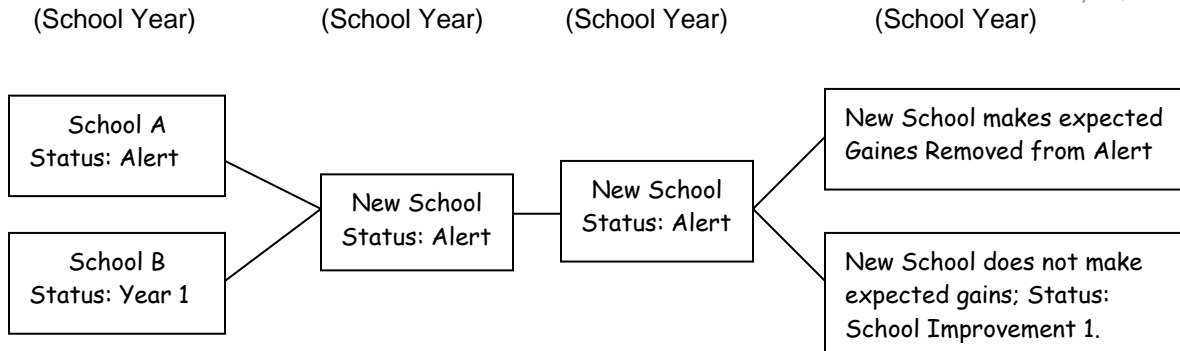 (School Year) (School Year) (School Year) (School Year)
School A
Status: Alert
School B
Status: Year 1
New School
Status: Alert
New School
Status: Alert
New School makes expected
Gaines Removed from Alert
New School does not make
expected gains; Status:
School Improvement 1.